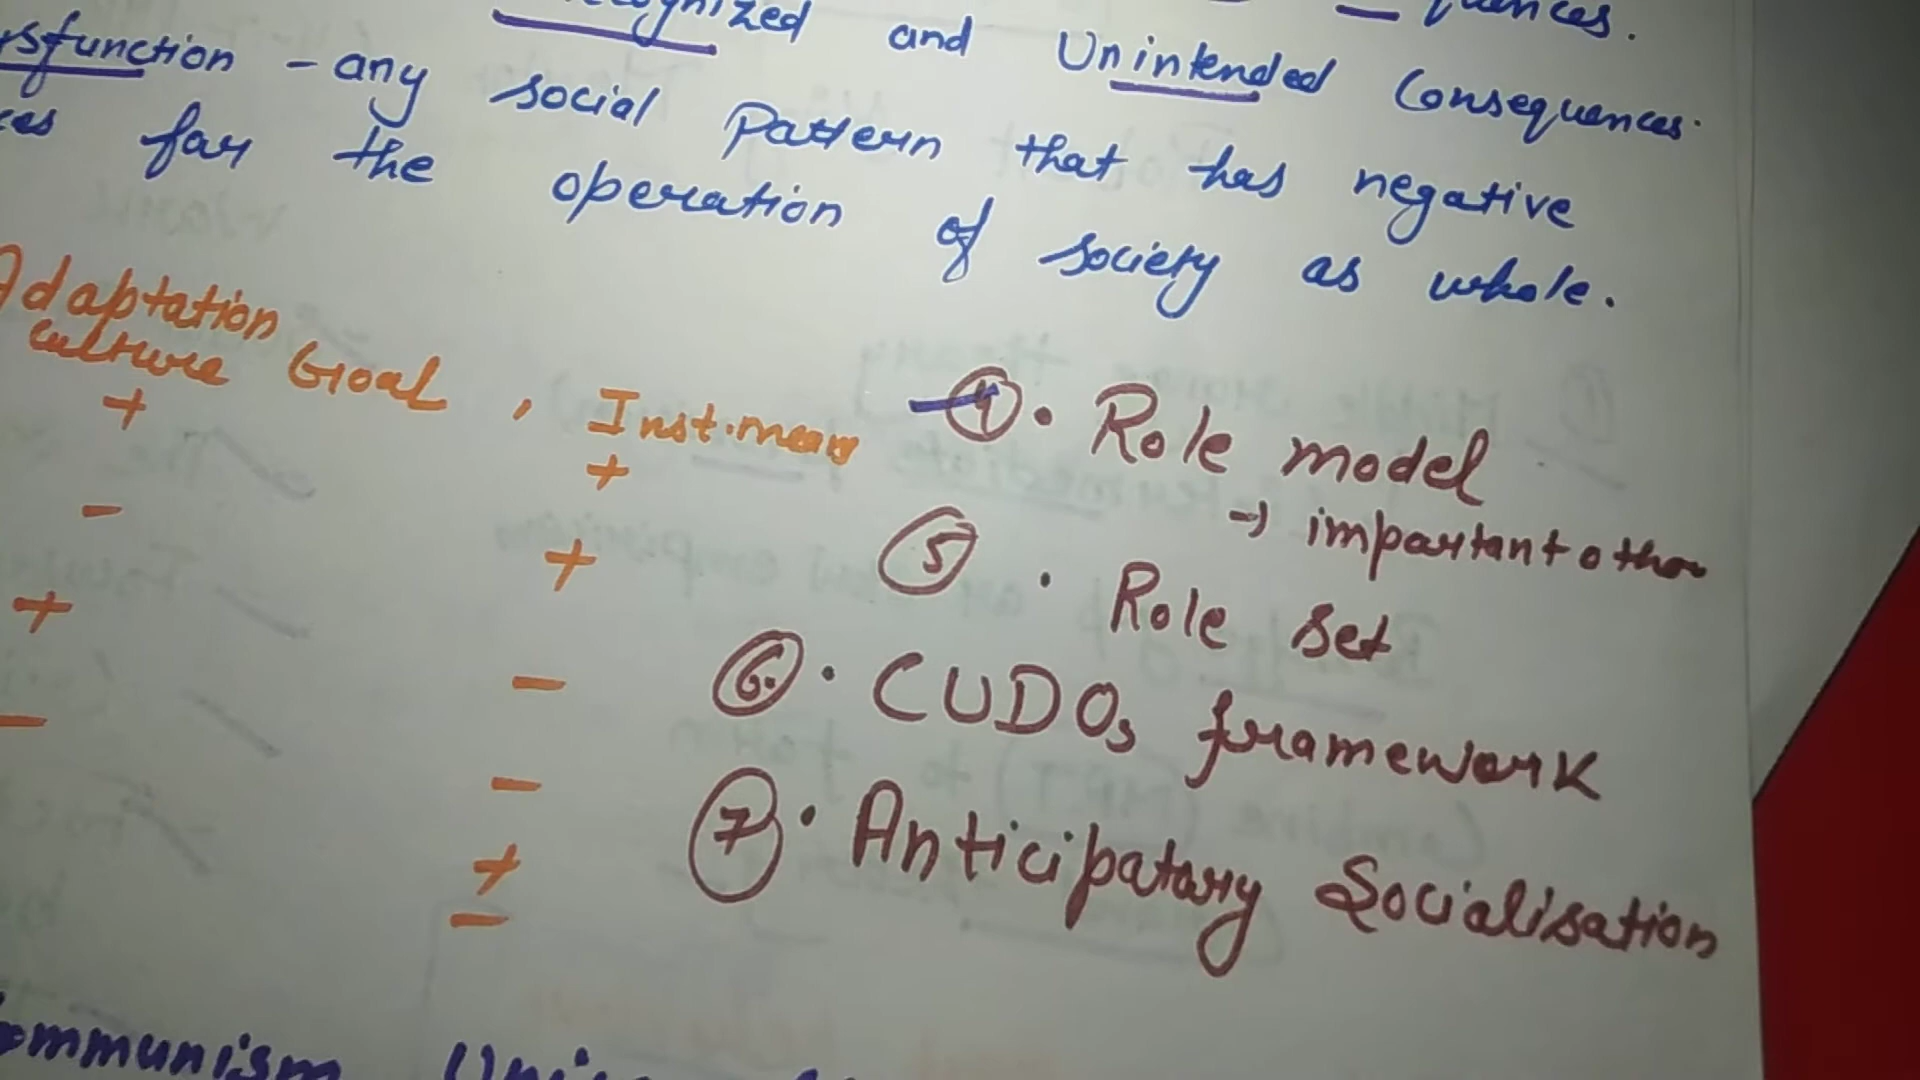 and Unintended Consequences.
- any social Pattern that has negative
for the operation of society as whole.
Adaptation
culture Goal , Inst. means
+ +
- +
+ -
- -
+
-
4 . Role model
→ important other
5 . Role set
6. . CUDOs framework
7 . Anticipatory Socialisation